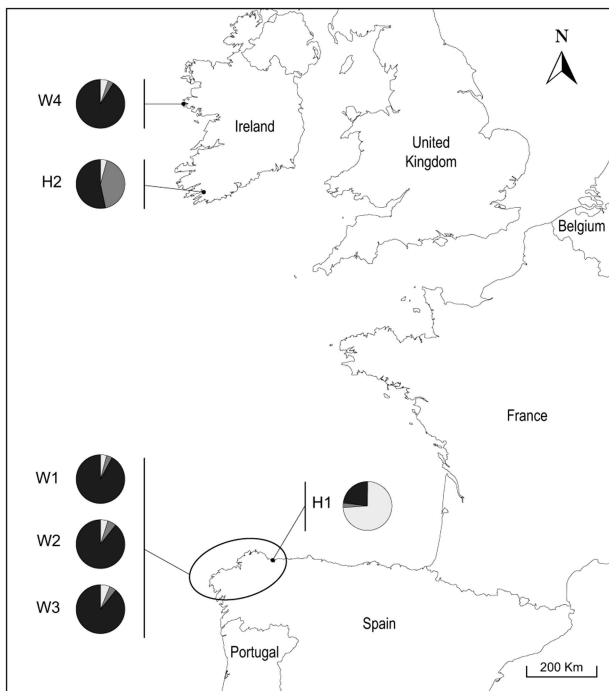 N
W4
Ireland
United
Kingdom
H2
Belgium
France
W1
H1
W2
W3
Spain
Portugal
200 Km